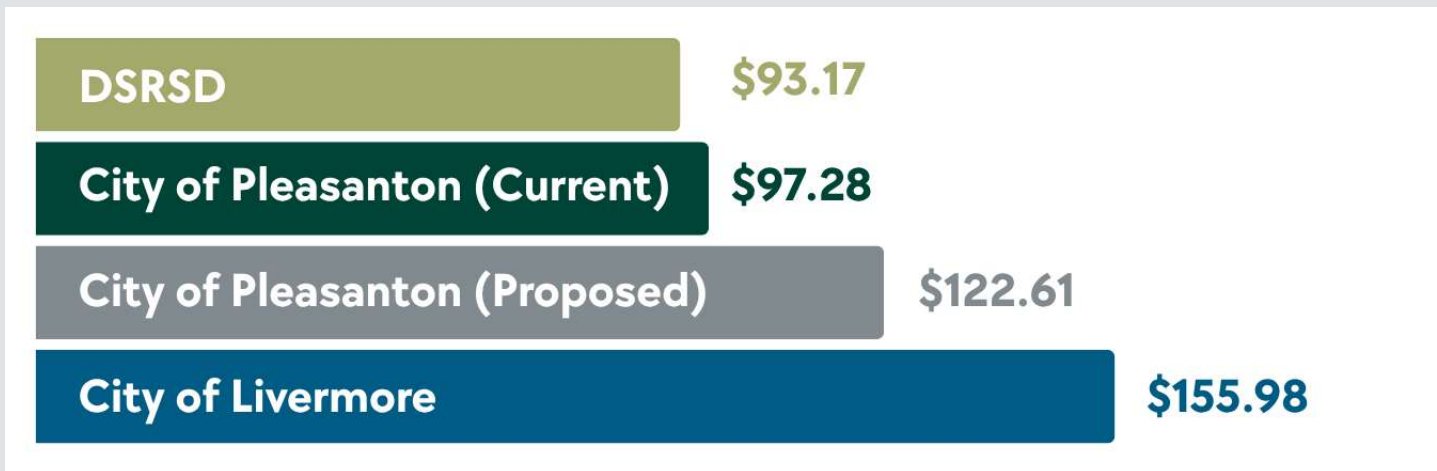 DSRSD $93.17
City of Pleasanton (Current) $97.28
City of Pleasanton (Proposed) $122.61
City of Livermore $155.98